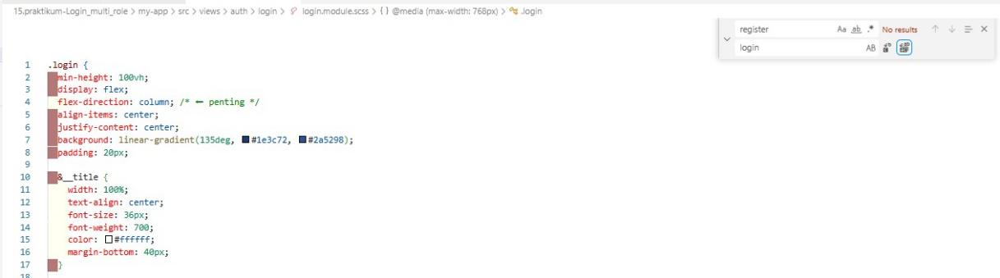 15.praktikum-Login_multi_role > my-app > src > views > auth > login > login.module.scss > { } @media (max-width: 768px) > .login
register Aa ab .* No results
login AB
1 .login {
2 min-height: 100vh;
3 display: flex;
4 flex-direction: column; /* ← penting */
5 align-items: center;
6 justify-content: center;
7 background: linear-gradient(135deg, #1e3c72, #2a5298);
8 padding: 20px;
9
10 &__title {
11 width: 100%;
12 text-align: center;
13 font-size: 36px;
14 font-weight: 700;
15 color: #ffffff;
16 margin-bottom: 40px;
17 }
18